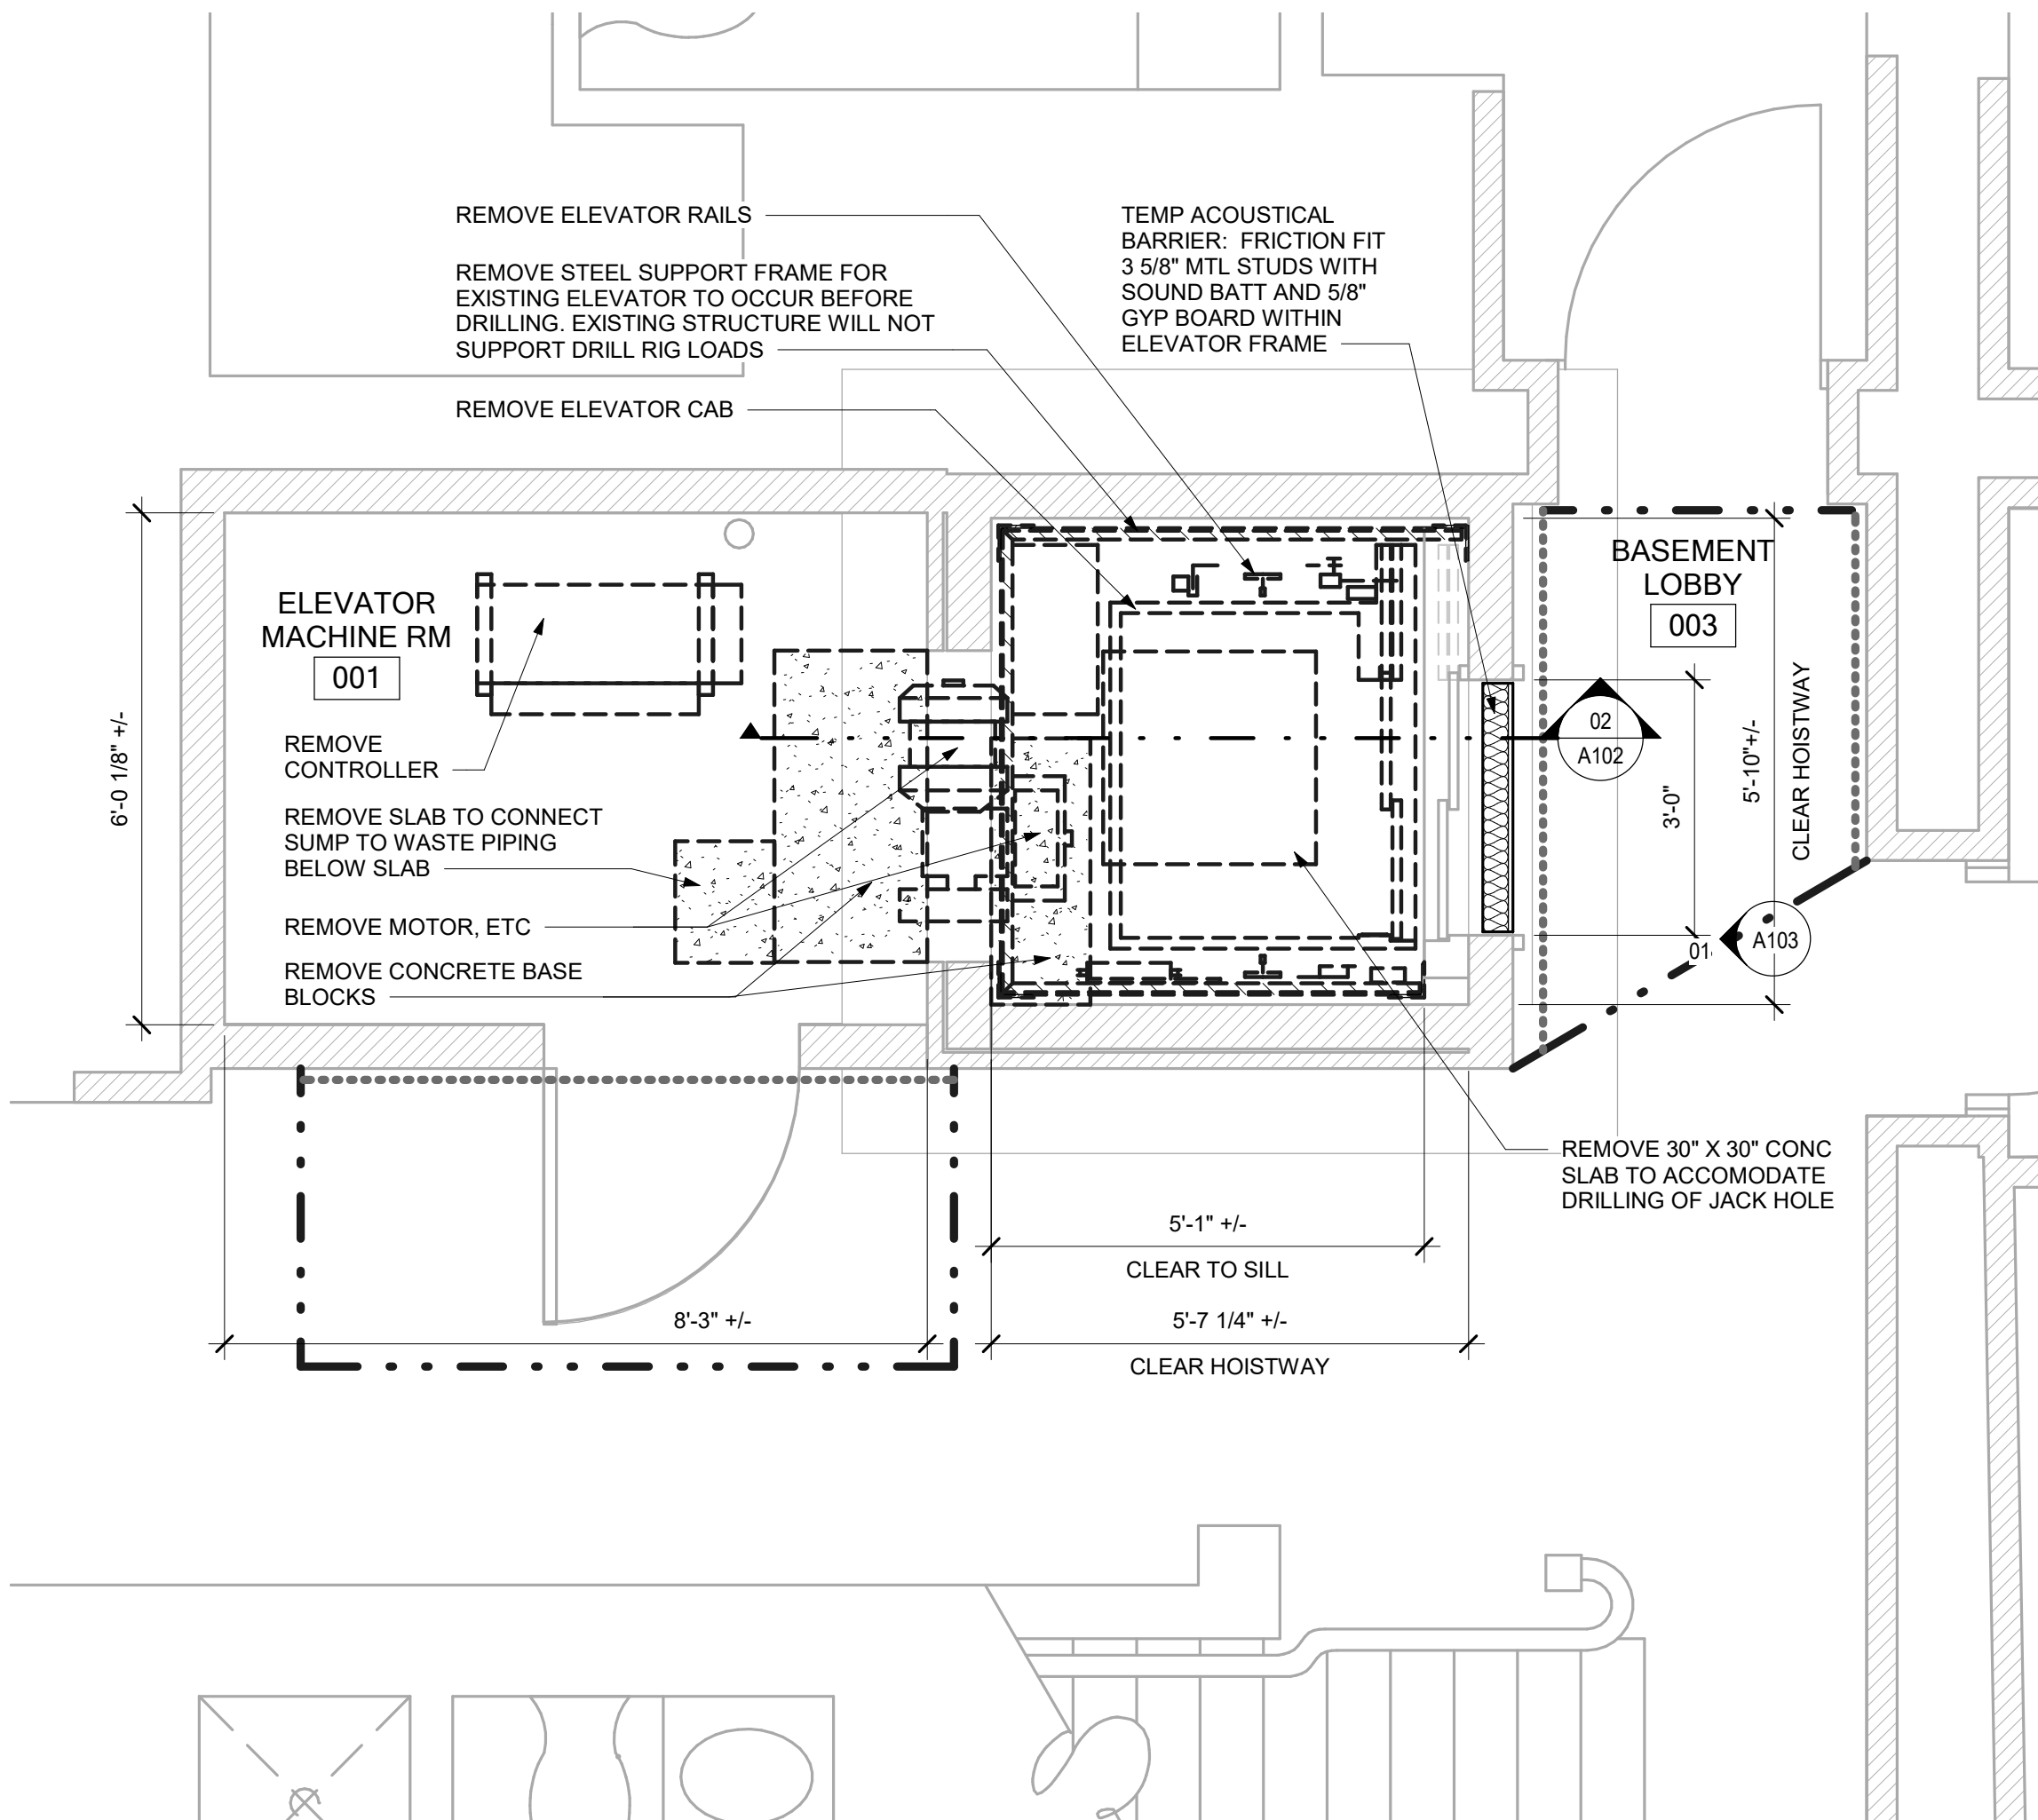 REMOVE ELEVATOR RAILS
REMOVE STEEL SUPPORT FRAME FOR
EXISTING ELEVATOR TO OCCUR BEFORE
DRILLING. EXISTING STRUCTURE WILL NOT
SUPPORT DRILL RIG LOADS
REMOVE ELEVATOR CAB
TEMP ACOUSTICAL
BARRIER: FRICTION FIT
3 5/8" MTL STUDS WITH
SOUND BATT AND 5/8"
GYP BOARD WITHIN
ELEVATOR FRAME
ELEVATOR
MACHINE RM
001
REMOVE
CONTROLLER
REMOVE SLAB TO CONNECT
SUMP TO WASTE PIPING
BELOW SLAB
REMOVE MOTOR, ETC
REMOVE CONCRETE BASE
BLOCKS
6'-0 1/8" +/-
BASEMENT
LOBBY
003
02
A102
3'-0"
5'-10"+/-
CLEAR HOISTWAY
01
A103
REMOVE 30" X 30" CONC
SLAB TO ACCOMODATE
DRILLING OF JACK HOLE
5'-1" +/-
CLEAR TO SILL
8'-3" +/-
5'-7 1/4" +/-
CLEAR HOISTWAY